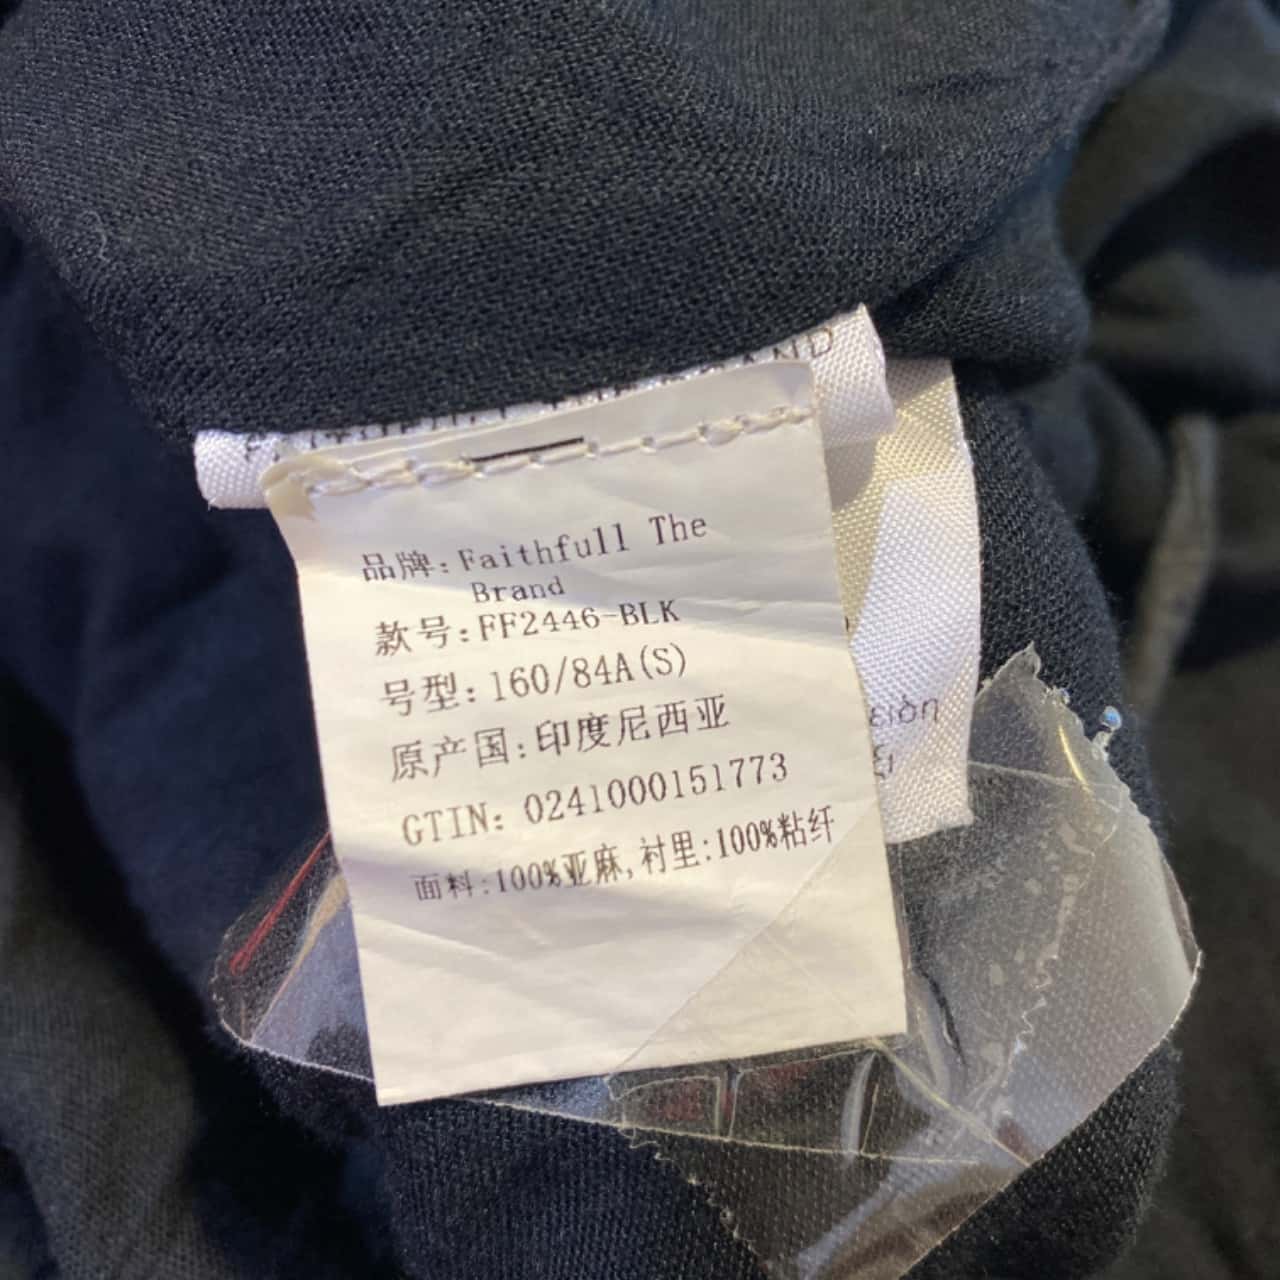 品牌:Faithfull The
Brand
款号:FF2446-BLK
号型:160/84A(S)
原产国:印度尼西亚
GTIN: 0241000151773
面料:100%亚麻,衬里:100%粘纤